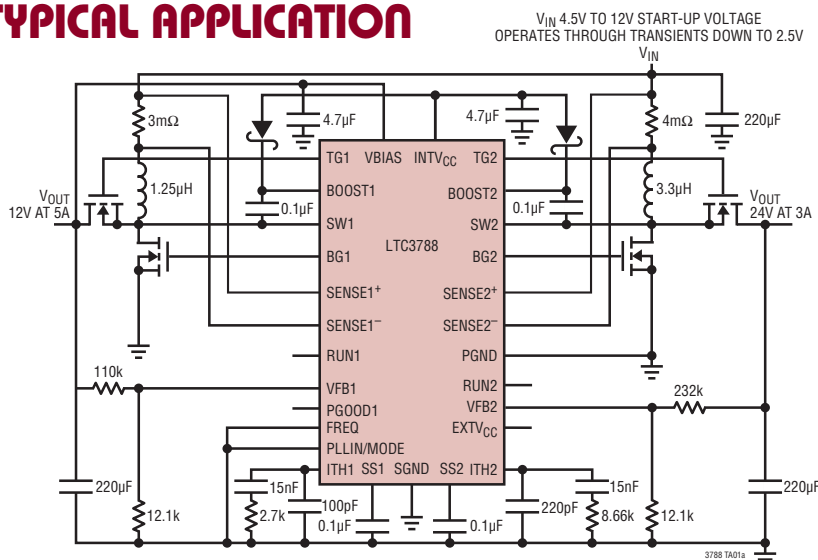 TYPICAL APPLICATION
VIN 4.5V TO 12V START-UP VOLTAGE
OPERATES THROUGH TRANSIENTS DOWN TO 2.5V
VIN
3mΩ
4.7µF
4.7µF
4mΩ
220µF
TG1 VBIAS INTVCC TG2
VOUT
12V AT 5A
1.25µH
BOOST1
BOOST2
3.3µH
VOUT
24V AT 3A
0.1µF
0.1µF
SW1
SW2
LTC3788
BG1
BG2
SENSE1+
SENSE2+
SENSE1–
SENSE2–
RUN1
PGND
110k
RUN2
232k
VFB1
VFB2
PGOOD1
EXTVCC
FREQ
PLLIN/MODE
ITH1 SS1 SGND SS2 ITH2
220µF
15nF
100pF
220pF
15nF
220µF
12.1k
2.7k
0.1µF
0.1µF
8.66k
12.1k
3788 TA01a